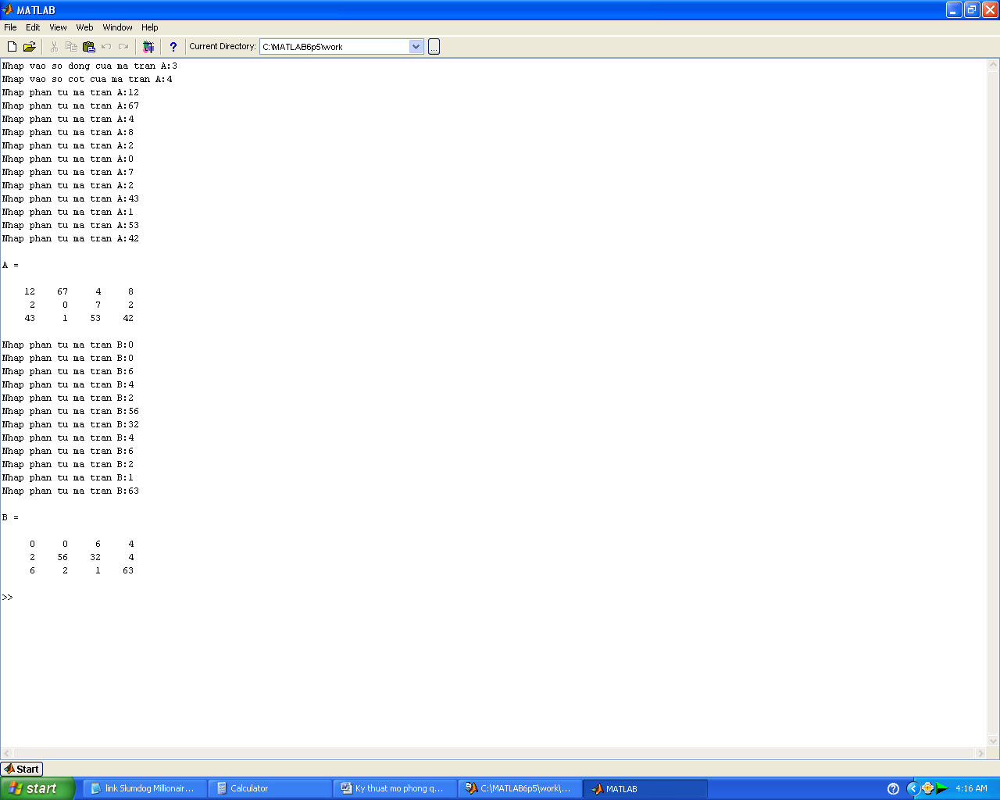 MATLAB
File Edit View Web Window Help
Current Directory: C:\MATLAB6p5\work ...
Nhap vao so dong cua ma tran A:3
Nhap vao so cot cua ma tran A:4
Nhap phan tu ma tran A:12
Nhap phan tu ma tran A:67
Nhap phan tu ma tran A:4
Nhap phan tu ma tran A:8
Nhap phan tu ma tran A:2
Nhap phan tu ma tran A:0
Nhap phan tu ma tran A:7
Nhap phan tu ma tran A:2
Nhap phan tu ma tran A:43
Nhap phan tu ma tran A:1
Nhap phan tu ma tran A:53
Nhap phan tu ma tran A:42
A =
12 67 4 8
2 0 7 2
43 1 53 42
Nhap phan tu ma tran B:0
Nhap phan tu ma tran B:0
Nhap phan tu ma tran B:6
Nhap phan tu ma tran B:4
Nhap phan tu ma tran B:2
Nhap phan tu ma tran B:56
Nhap phan tu ma tran B:32
Nhap phan tu ma tran B:4
Nhap phan tu ma tran B:6
Nhap phan tu ma tran B:2
Nhap phan tu ma tran B:1
Nhap phan tu ma tran B:63
B =
0 0 6 4
2 56 32 4
6 2 1 63
>>
Start
start link Slumdog Millionair... Calculator Ky thuat mo phong q... C:\MATLAB6p5\work\... MATLAB 4:16 AM